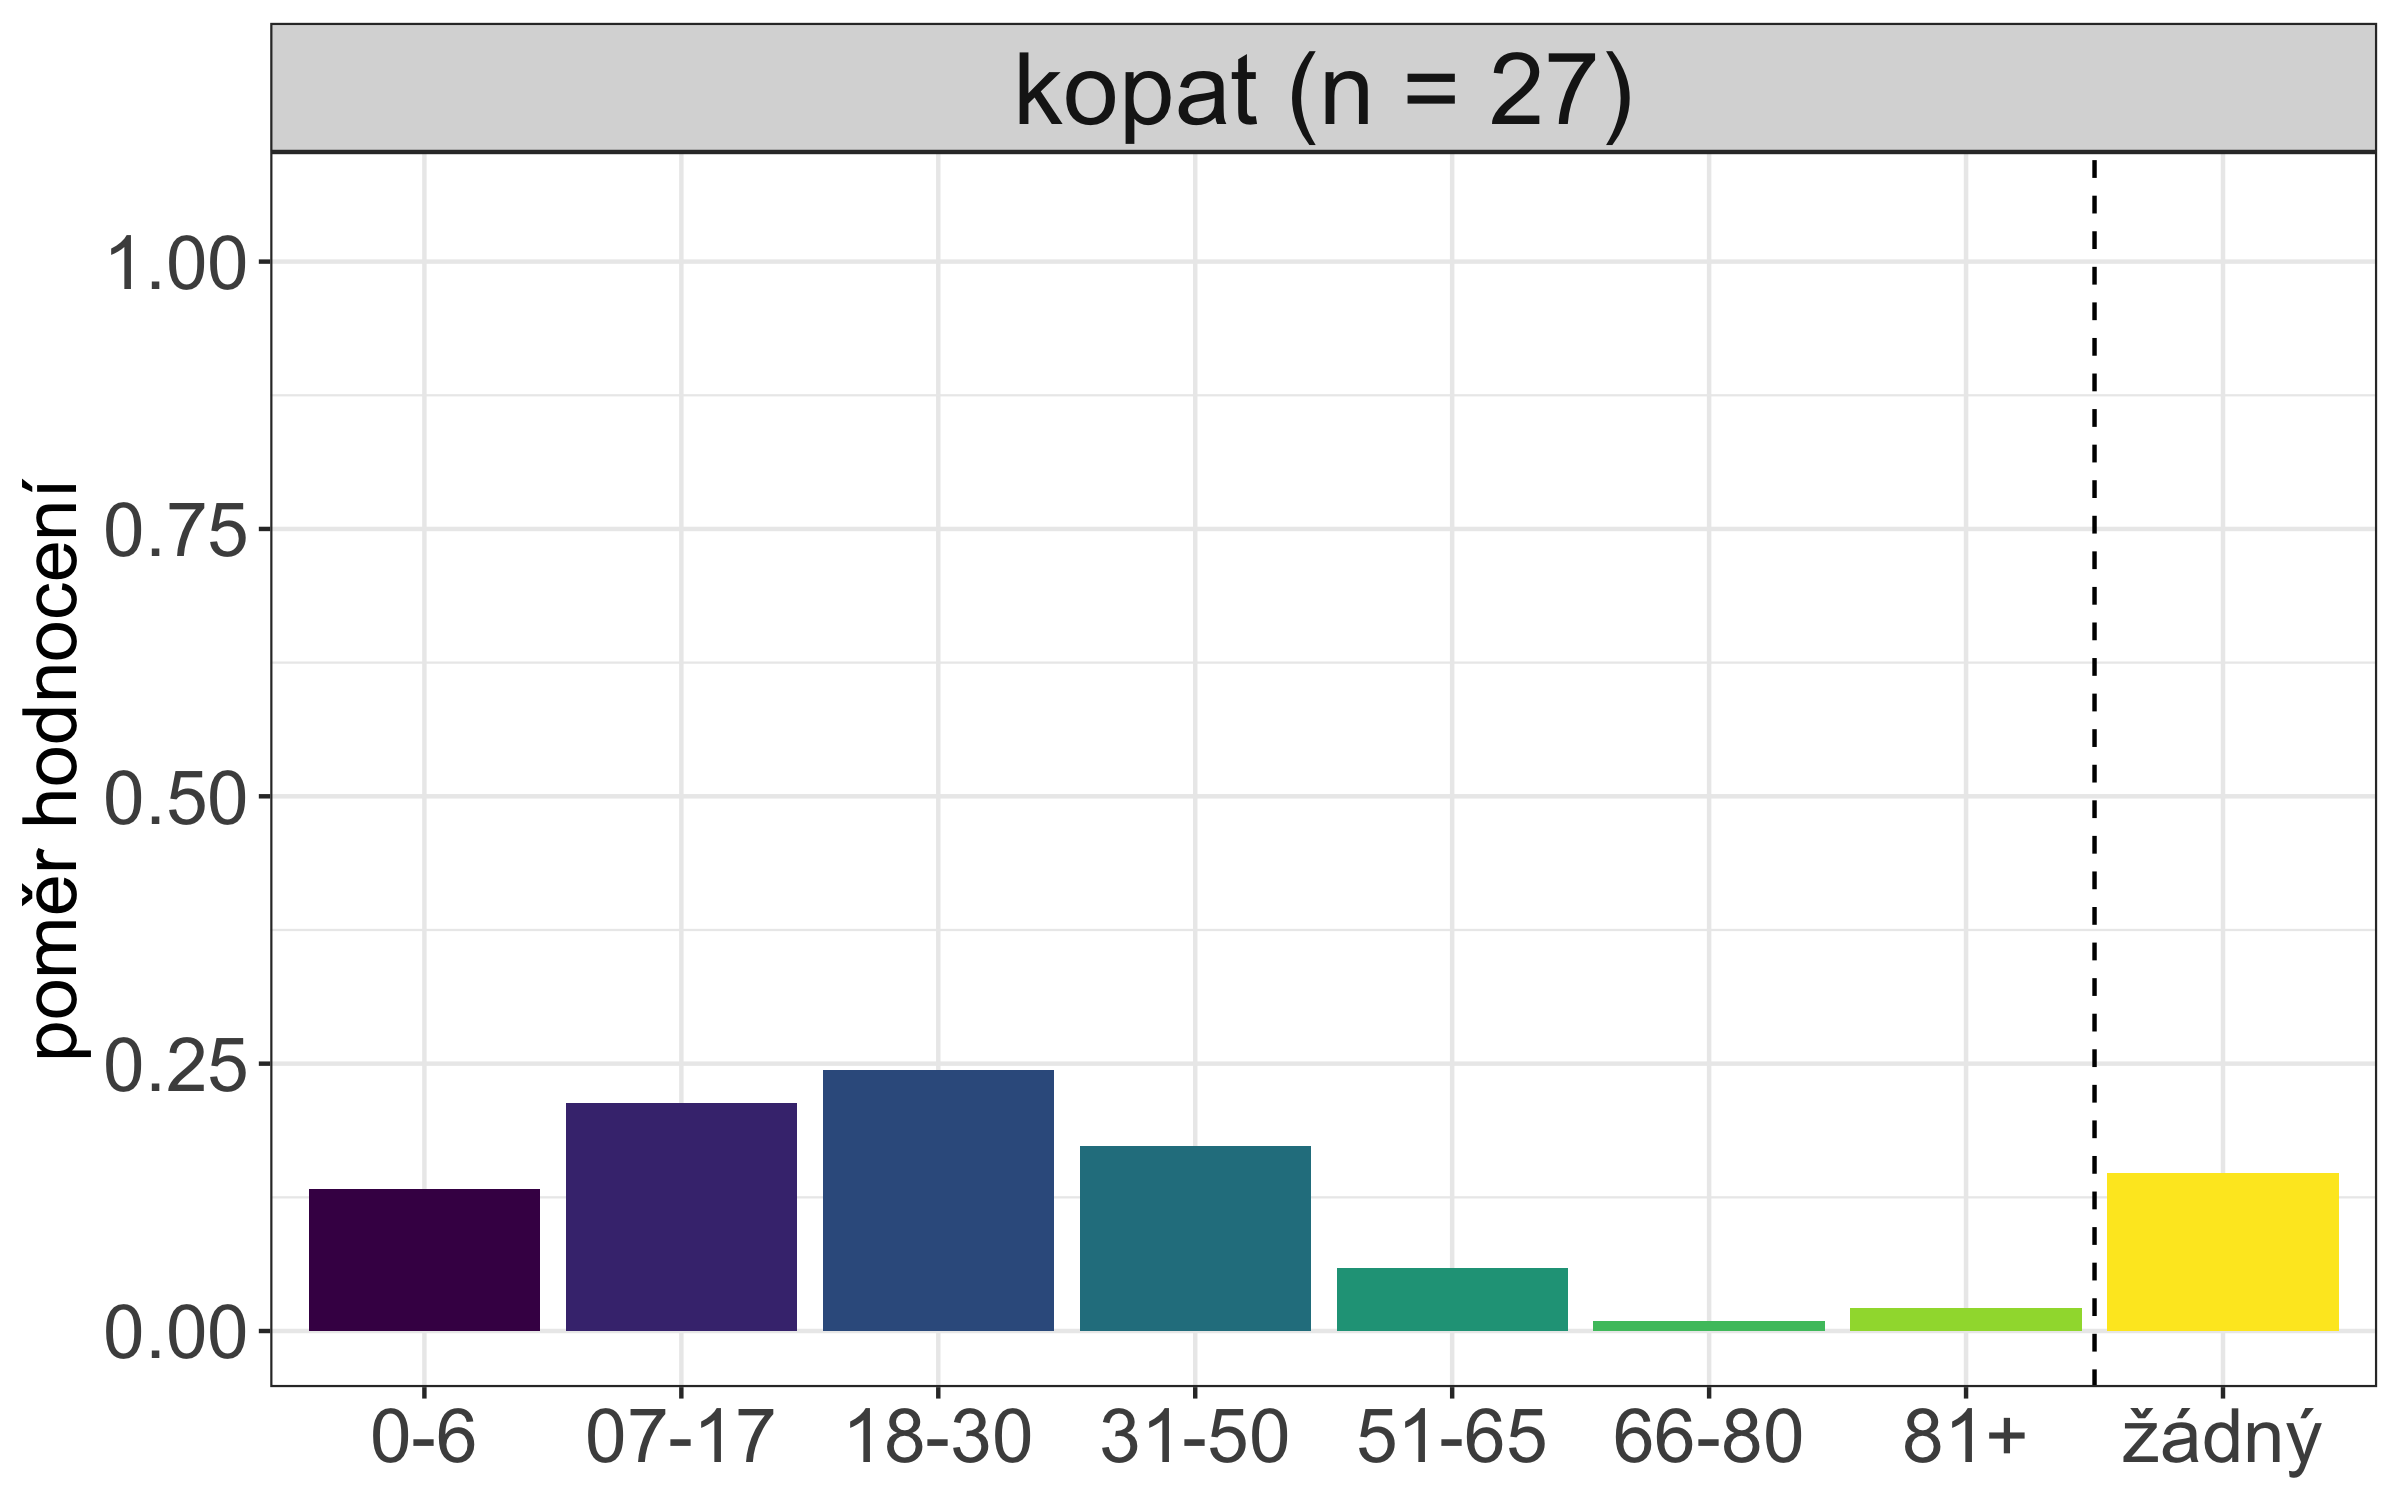 kopat (n = 27)
poměr hodnocení
1.00
0.75
0.50
0.25
0.00
0-6 07-17 18-30 31-50 51-65 66-80 81+ žádný